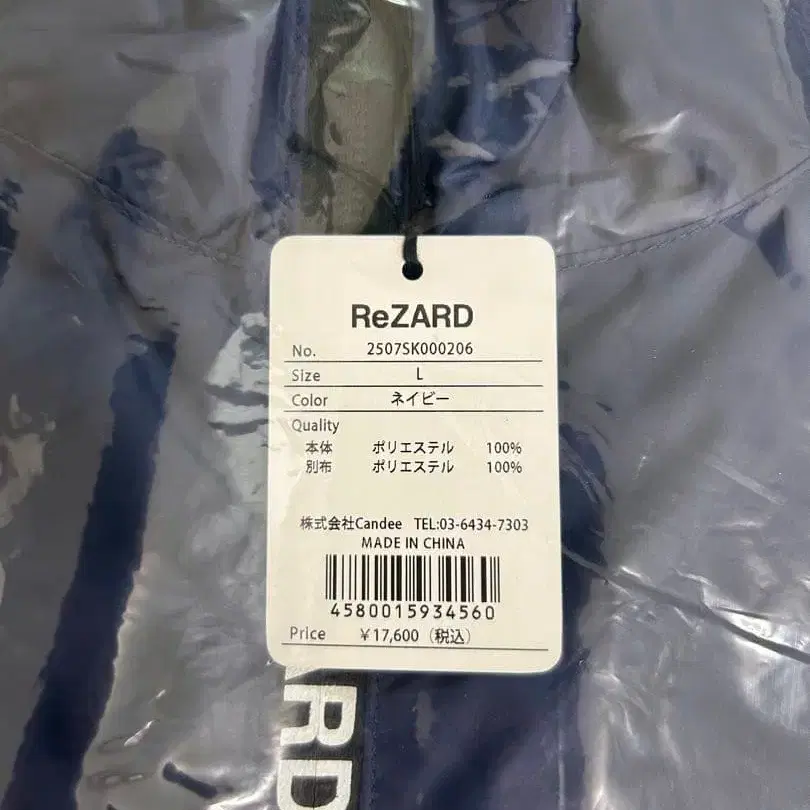 ReZARD
No. 2507SK000206
Size L
Color ネイビー
Quality
本体 ポリエステル 100%
別布 ポリエステル 100%
株式会社Candee TEL:03-6434-7303
MADE IN CHINA
4580015934560
Price ¥17,600（税込）
ARD